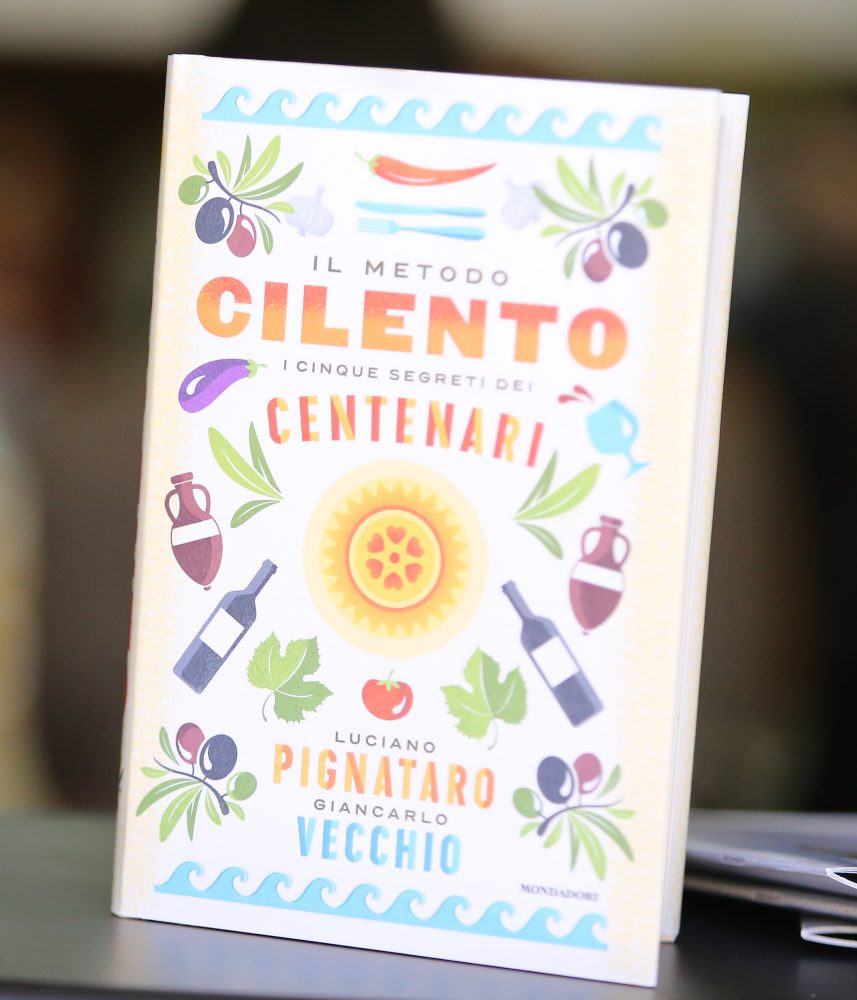 IL METODO
CILENTO
I CINQUE SEGRETI DEI
CENTENARI
LUCIANO
PIGNATARO
GIANCARLO
VECCHIO
MONDADORI